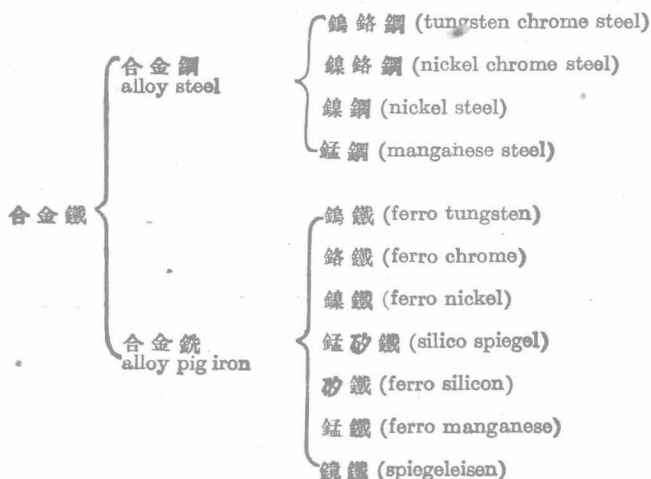 鎢鉻鋼 (tungsten chrome steel)
合金鋼
alloy steel
鎳鉻鋼 (nickel chrome steel)
鎳鋼 (nickel steel)
錳鋼 (manganese steel)
合金鐵
鎢鐵 (ferro tungsten)
鉻鐵 (ferro chrome)
鎳鐵 (ferro nickel)
合金銑
alloy pig iron
錳矽鐵 (silico spiegel)
矽鐵 (ferro silicon)
錳鐵 (ferro manganese)
鏡鐵 (spiegeleisen)